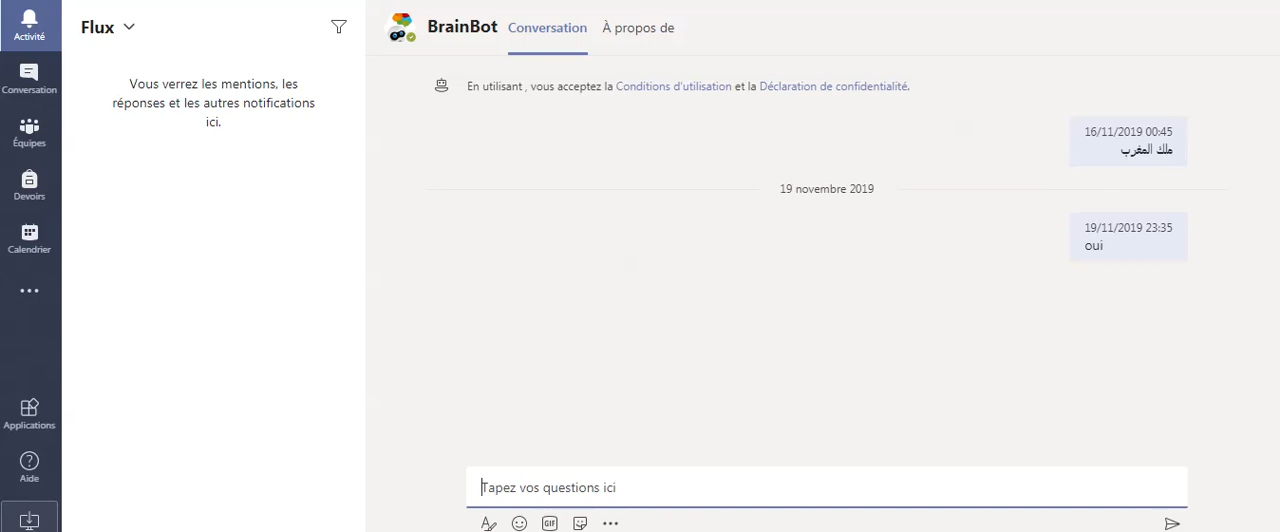 Activité
Conversation
Équipes
Devoirs
Calendrier
Applications
Aide
Flux
Vous verrez les mentions, les
réponses et les autres notifications
ici.
BrainBot Conversation À propos de
En utilisant , vous acceptez la Conditions d'utilisation et la Déclaration de confidentialité.
16/11/2019 00:45
ملك المغرب
19 novembre 2019
19/11/2019 23:35
oui
Tapez vos questions ici
GIF